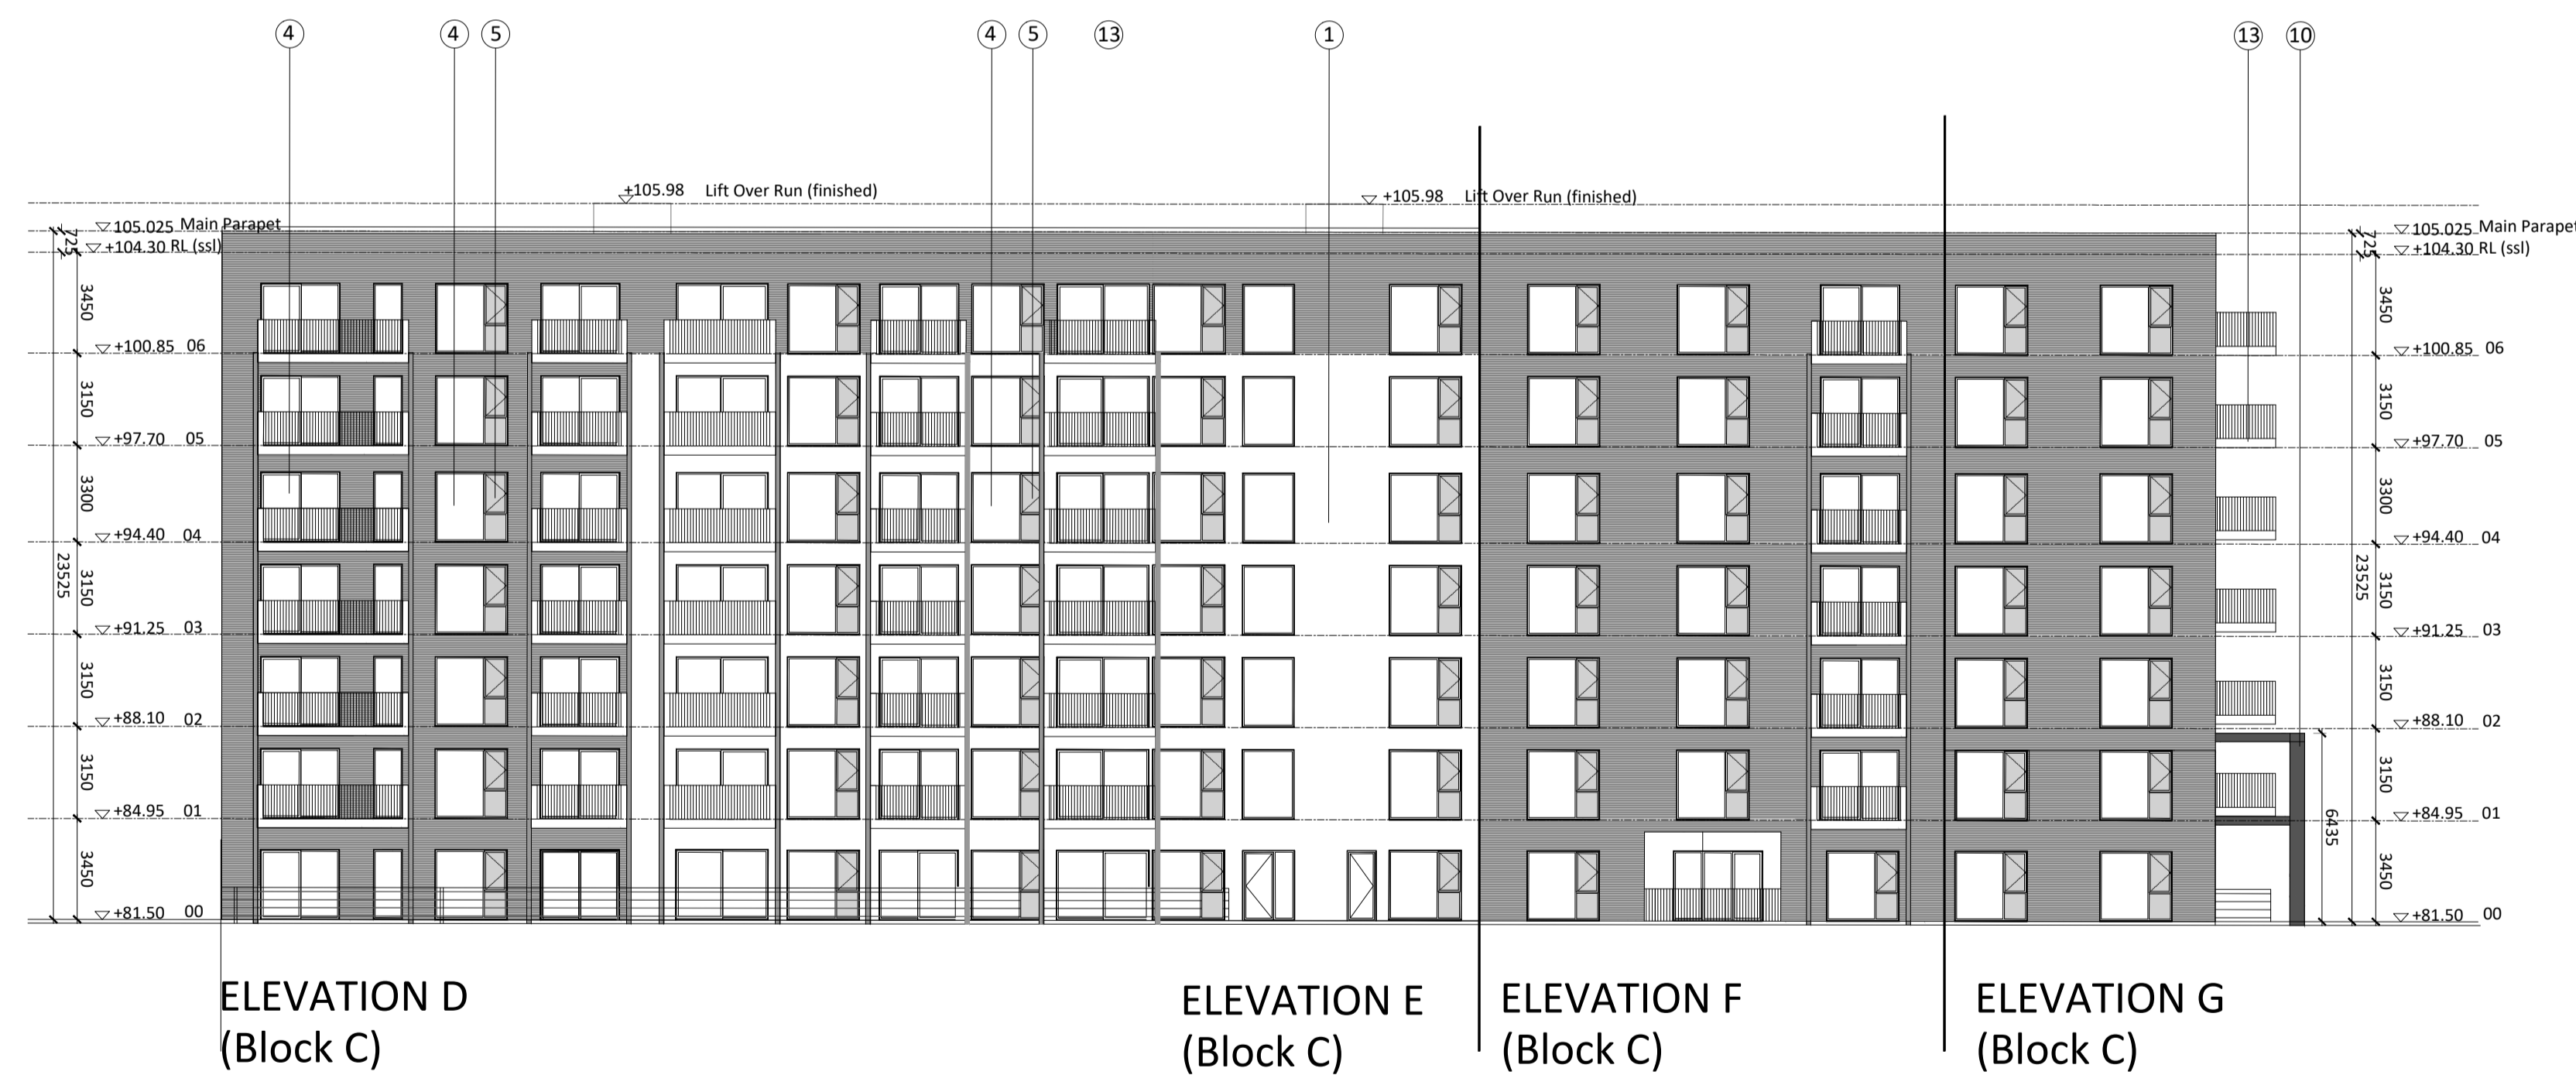 4 4 5 4 5 13 1 13 10
+105.98 Lift Over Run (finished)
+105.98 Lift Over Run (finished)
105.025 Main Parapet
725
+104.30 RL (ssl)
3450
+100.85 06
3150
+97.70 05
3300
+94.40 04
23525
3150
+91.25 03
3150
+88.10 02
3150
+84.95 01
3450
+81.50 00
105.025 Main Parapet
725
+104.30 RL (ssl)
3450
+100.85 06
3150
+97.70 05
3300
+94.40 04
23525
3150
+91.25 03
3150
+88.10 02
3150
+84.95 01
6435
3450
+81.50 00
ELEVATION D
(Block C)
ELEVATION E
(Block C)
ELEVATION F
(Block C)
ELEVATION G
(Block C)